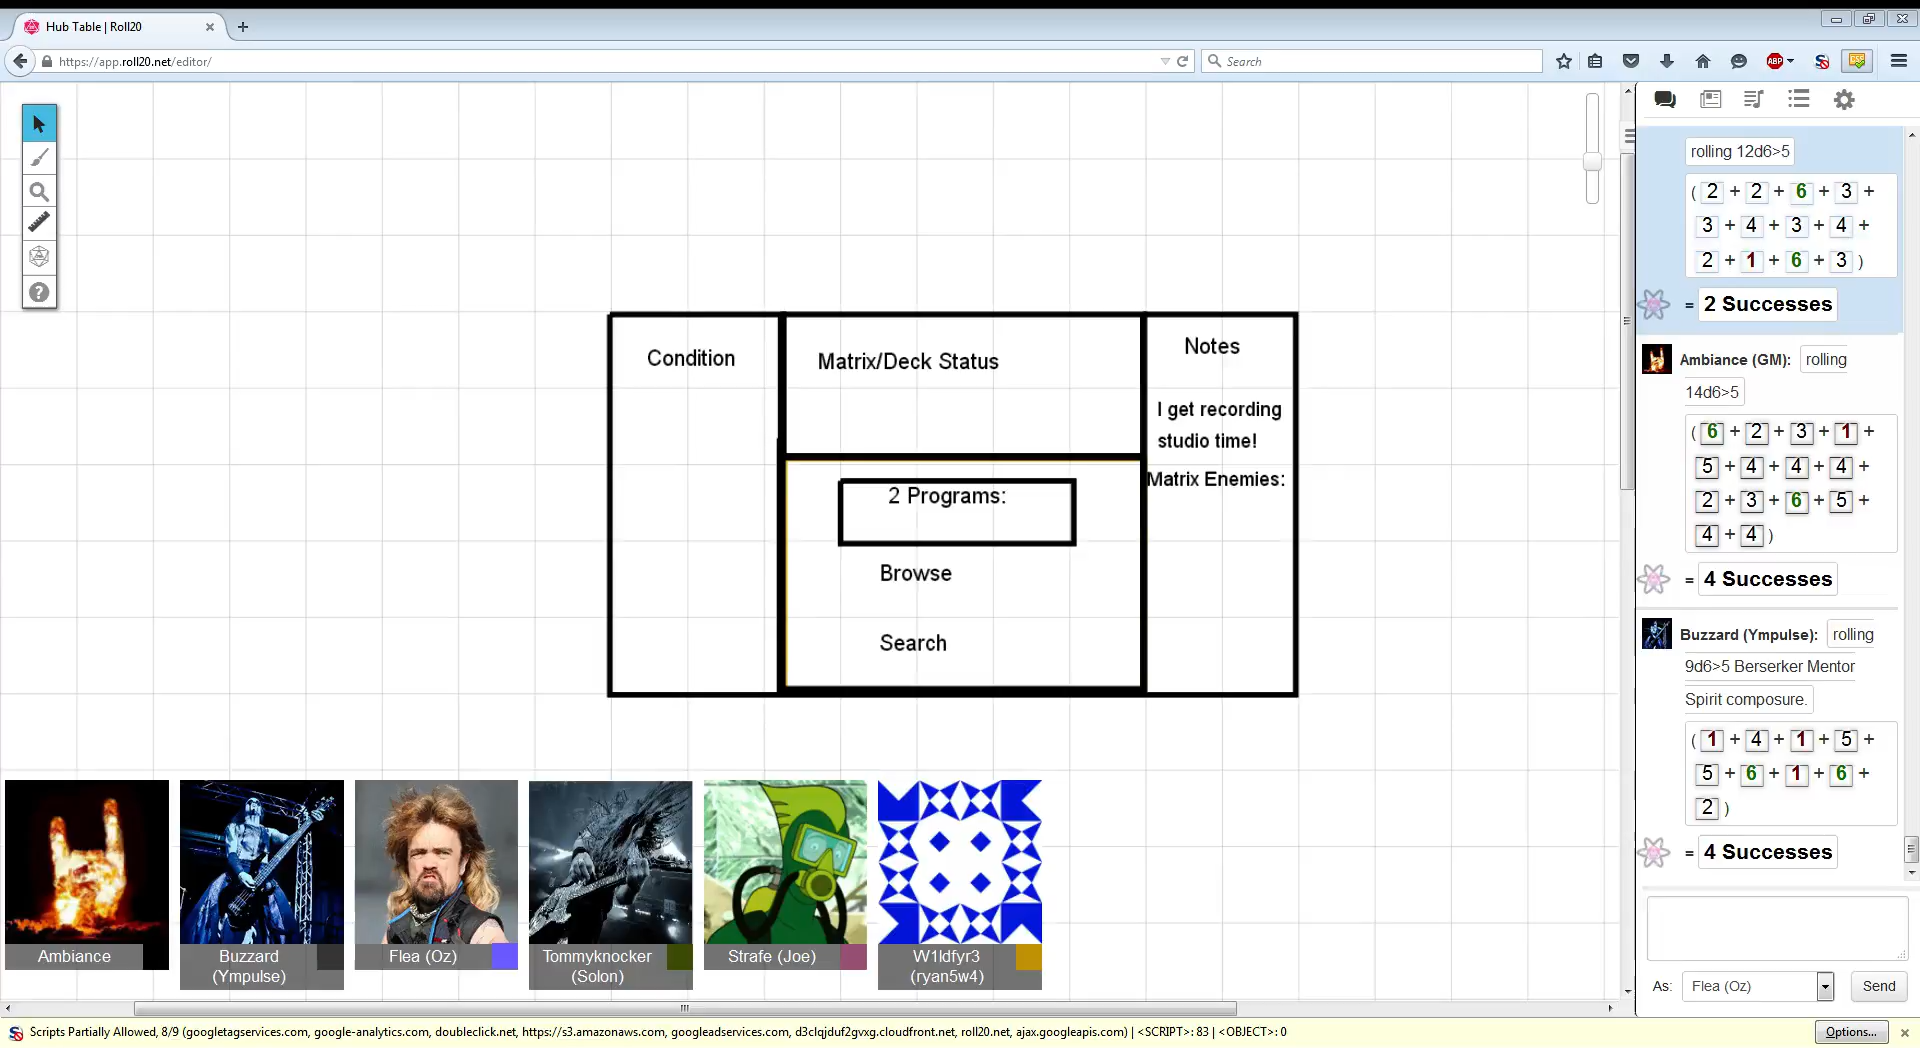 Hub Table | Roll20
https://app.roll20.net/editor/
Search
ABP
rolling 12d6>5
( 2 + 2 + 6 + 3 +
3 + 4 + 3 + 4 +
2 + 1 + 6 + 3 )
= 2 Successes
Ambiance (GM): rolling
14d6>5
( 6 + 2 + 3 + 1 +
5 + 4 + 4 + 4 +
2 + 3 + 6 + 5 +
4 + 4 )
= 4 Successes
Buzzard (Ympulse): rolling
9d6>5 Berserker Mentor
Spirit composure.
( 1 + 4 + 1 + 5 +
5 + 6 + 1 + 6 +
2 )
= 4 Successes
As: Flea (Oz)
Send
Condition
Matrix/Deck Status
2 Programs:
Browse
Search
Notes
I get recording
studio time!
Matrix Enemies:
Ambiance
Buzzard
(Ympulse)
Flea (Oz)
Tommyknocker
(Solon)
Strafe (Joe)
W1ldfyr3
(ryan5w4)
Scripts Partially Allowed, 8/9 (googletagservices.com, google-analytics.com, doubleclick.net, https://s3.amazonaws.com, googleadservices.com, d3clqjduf2gvxg.cloudfront.net, roll20.net, ajax.googleapis.com) | <SCRIPT>: 83 | <OBJECT>: 0
Options...